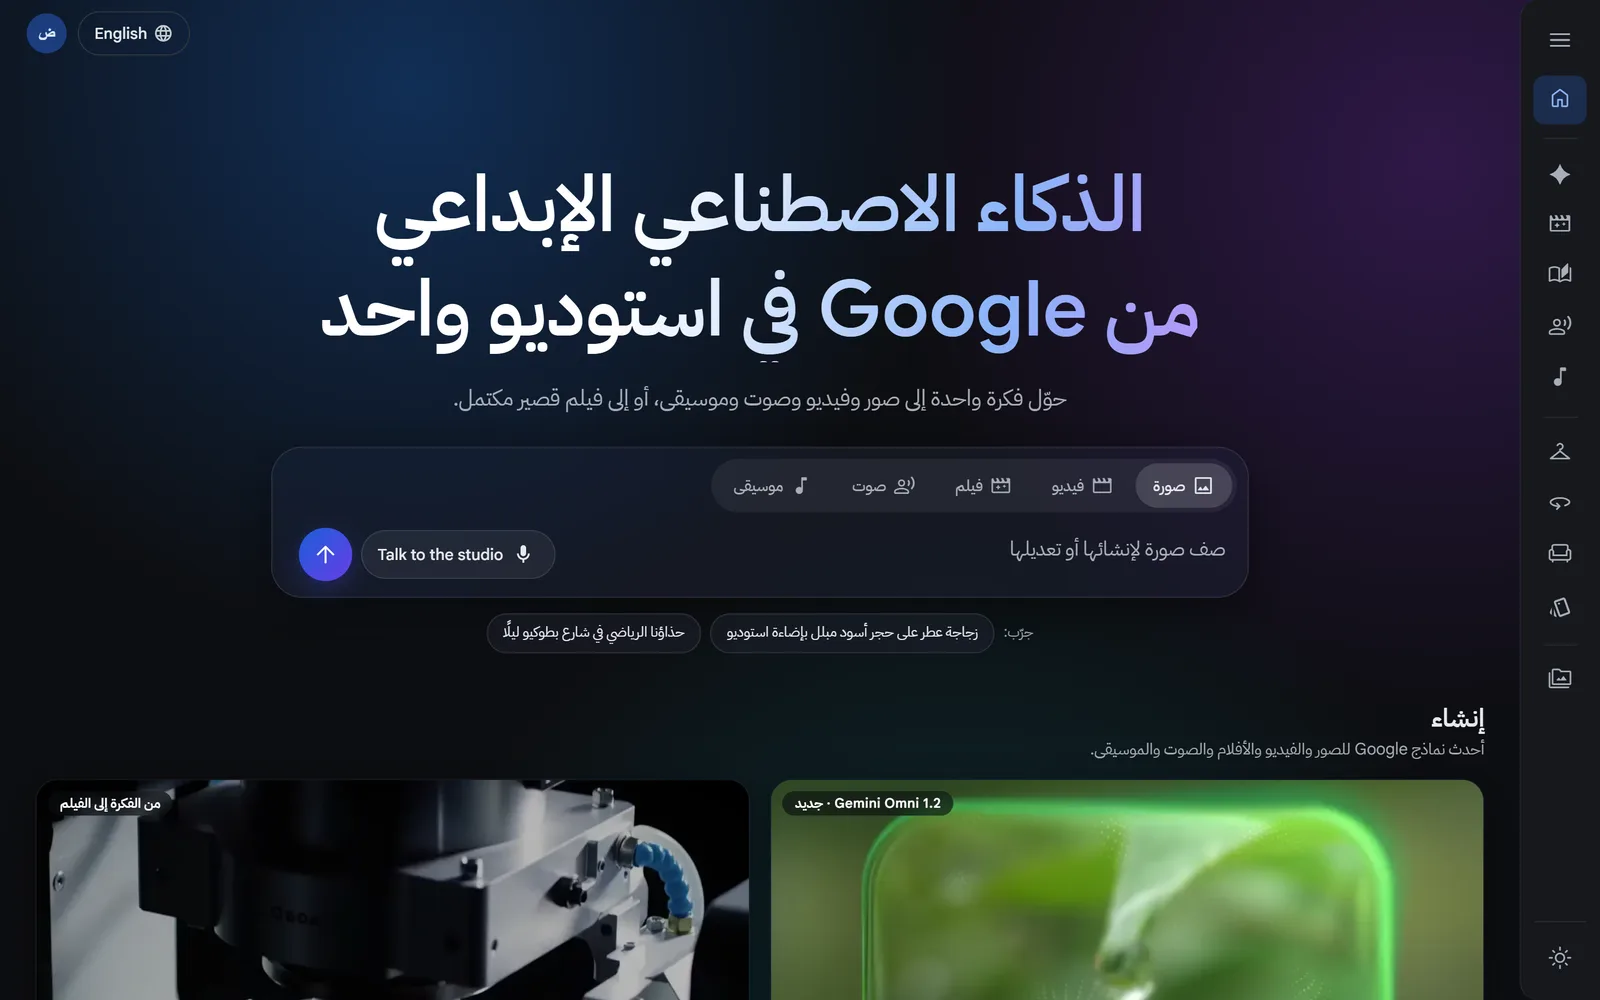 English
ض
الذكاء الاصطناعي الإبداعي
من Google في استوديو واحد
حوّل فكرة واحدة إلى صور وفيديو وصوت وموسيقى، أو إلى فيلم قصير مكتمل.
صورة
فيديو
فيلم
صوت
موسيقى
صف صورة لإنشائها أو تعديلها
Talk to the studio
جرّب:
زجاجة عطر على حجر أسود مبلل بإضاءة استوديو
حذاؤنا الرياضي في شارع بطوكيو ليلًا
إنشاء
أحدث نماذج Google للصور والفيديو والأفلام والصوت والموسيقى.
Gemini Omni 1.2 · جديد
من الفكرة إلى الفيلم